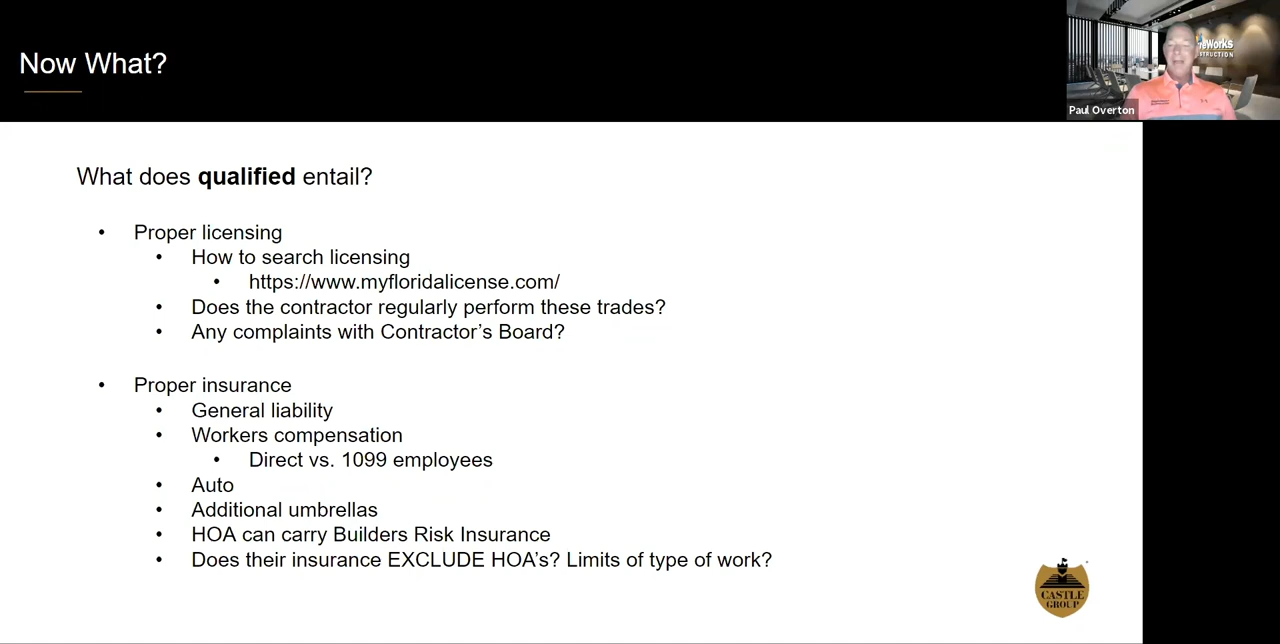 Now What?
reWorks
STRUCTION
Paul Overton
What does qualified entail?
• Proper licensing
• How to search licensing
• https://www.myfloridalicense.com/
• Does the contractor regularly perform these trades?
• Any complaints with Contractor's Board?
• Proper insurance
• General liability
• Workers compensation
• Direct vs. 1099 employees
• Auto
• Additional umbrellas
• HOA can carry Builders Risk Insurance
• Does their insurance EXCLUDE HOA's? Limits of type of work?
CASTLE
GROUP